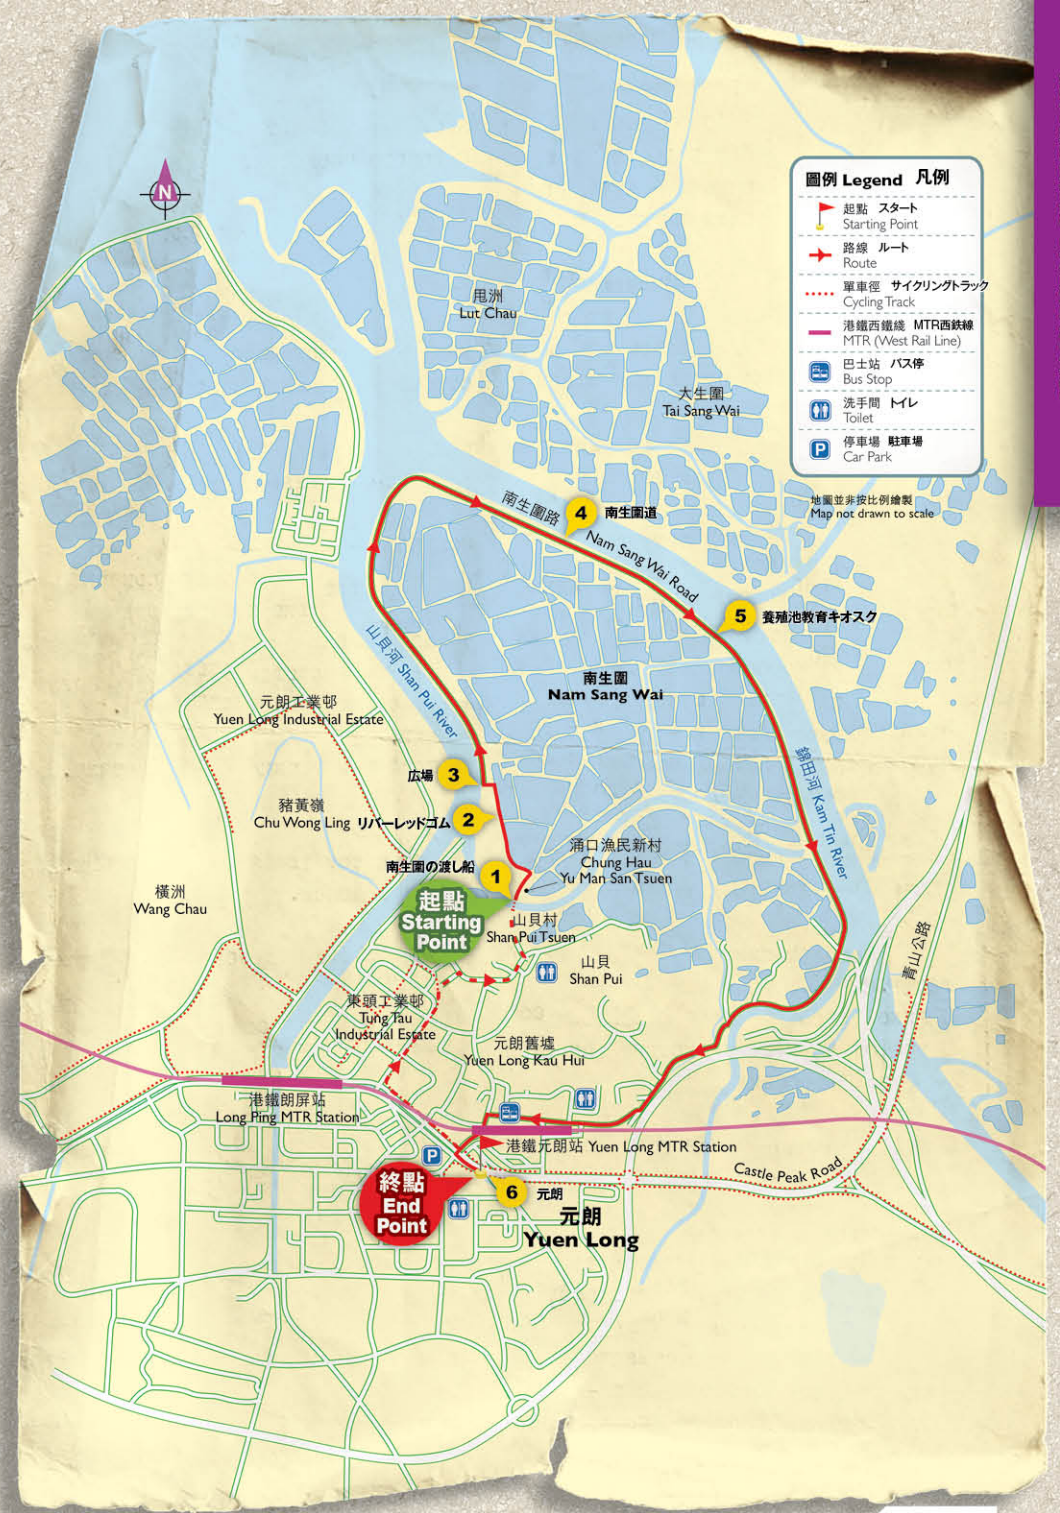 N
圖例 Legend 凡例
起點 スタート
Starting Point
路線 ルート
Route
單車徑 サイクリングトラック
Cycling Track
港鐵西鐵綫 MTR西鉄線
MTR (West Rail Line)
巴士站 バス停
Bus Stop
洗手間 トイレ
Toilet
P
停車場 駐車場
Car Park
地圖並非按比例繪製
Map not drawn to scale
甩洲
Lut Chau
大生圍
Tai Sang Wai
南生圍路
4 南生圍道
Nam Sang Wai Road
5 養殖池教育キオスク
山貝河 Shan Pui River
南生圍
Nam Sang Wai
元朗工業邨
Yuen Long Industrial Estate
錦田河 Kam Tin River
広場 3
豬黃嶺
Chu Wong Ling
リバーレッドゴム 2
涌口漁民新村
Chung Hau
Yu Man San Tsuen
南生圍の渡し船 1
橫洲
Wang Chau
起點
Starting
Point
山貝村
Shan Pui Tsuen
青山公路
山貝
Shan Pui
東頭工業邨
Tung Tau
Industrial Estate
元朗舊墟
Yuen Long Kau Hui
港鐵朗屏站
Long Ping MTR Station
港鐵元朗站 Yuen Long MTR Station
P
Castle Peak Road
終點
End
Point
6 元朗
元朗
Yuen Long